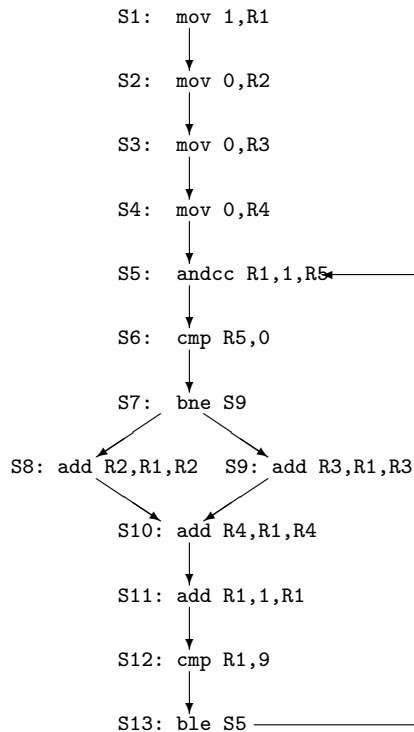 S1: mov 1,R1
S2: mov 0,R2
S3: mov 0,R3
S4: mov 0,R4
S5: andcc R1,1,R5
S6: cmp R5,0
S7: bne S9
S8: add R2,R1,R2 S9: add R3,R1,R3
S10: add R4,R1,R4
S11: add R1,1,R1
S12: cmp R1,9
S13: ble S5